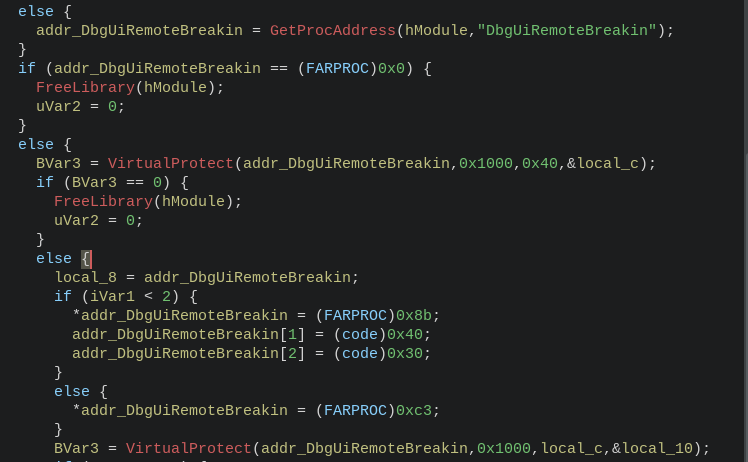 else {
addr_DbgUiRemoteBreakin = GetProcAddress(hModule,"DbgUiRemoteBreakin");
}
if (addr_DbgUiRemoteBreakin == (FARPROC)0x0) {
FreeLibrary(hModule);
uVar2 = 0;
}
else {
BVar3 = VirtualProtect(addr_DbgUiRemoteBreakin,0x1000,0x40,&local_c);
if (BVar3 == 0) {
FreeLibrary(hModule);
uVar2 = 0;
}
else {
local_8 = addr_DbgUiRemoteBreakin;
if (iVar1 < 2) {
*addr_DbgUiRemoteBreakin = (FARPROC)0x8b;
addr_DbgUiRemoteBreakin[1] = (code)0x40;
addr_DbgUiRemoteBreakin[2] = (code)0x30;
}
else {
*addr_DbgUiRemoteBreakin = (FARPROC)0xc3;
}
BVar3 = VirtualProtect(addr_DbgUiRemoteBreakin,0x1000,local_c,&local_10);